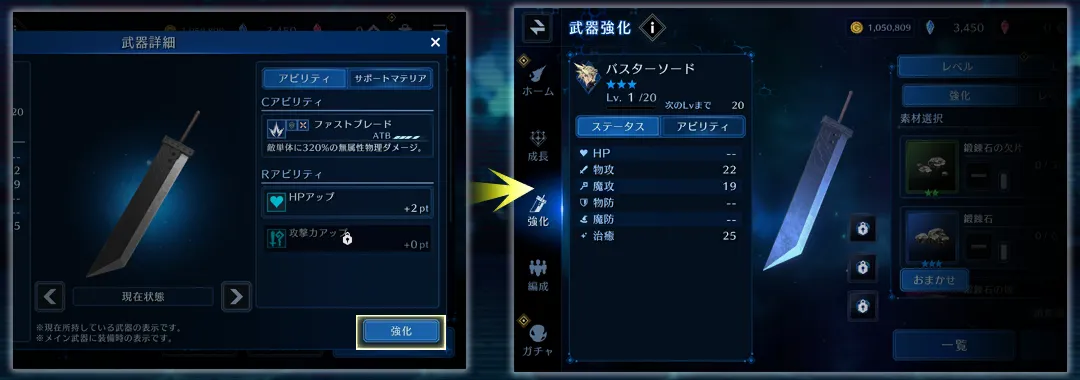 武器詳細
アビリティ
サポートマテリア
Cアビリティ
ファストブレード
ATB
敵単体に320%の無属性物理ダメージ。
Rアビリティ
HPアップ
+2 pt
攻撃力アップ
+0 pt
現在状態
※現在所持している武器の表示です。
※メイン武器に装備時の表示です。
強化
武器強化
1,050,809
3,450
ホーム
成長
強化
編成
ガチャ
バスターソード
Lv. 1 /20
次のLvまで 20
ステータス
アビリティ
HP --
物攻 22
魔攻 19
物防 --
魔防 --
治癒 25
レベル
強化
素材選択
鍛錬石の欠片
鍛錬石
おまかせ
一覧